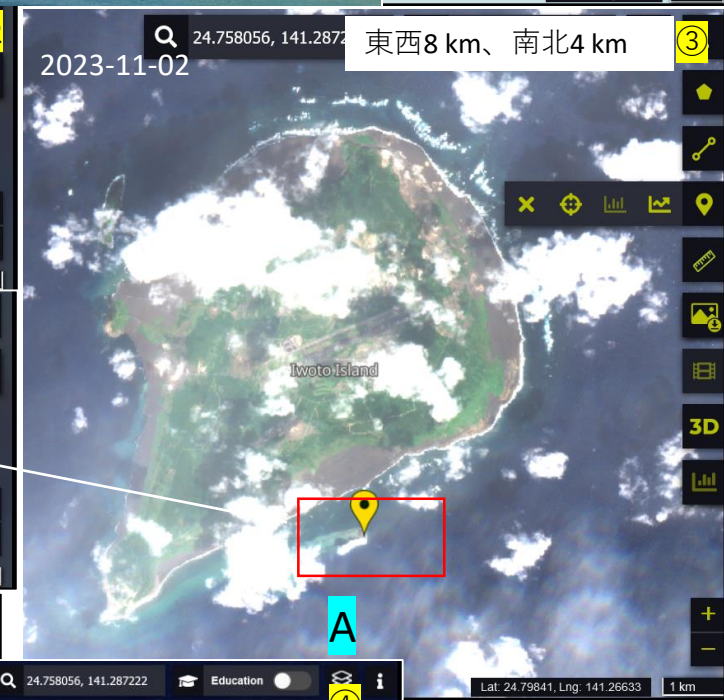 24.758056, 141.2872
東西8 km、南北4 km
③
2023-11-02
Iwoto Island
3D
A
24.758056, 141.287222
Education
④
Lat: 24.79841, Lng: 141.26633
1 km